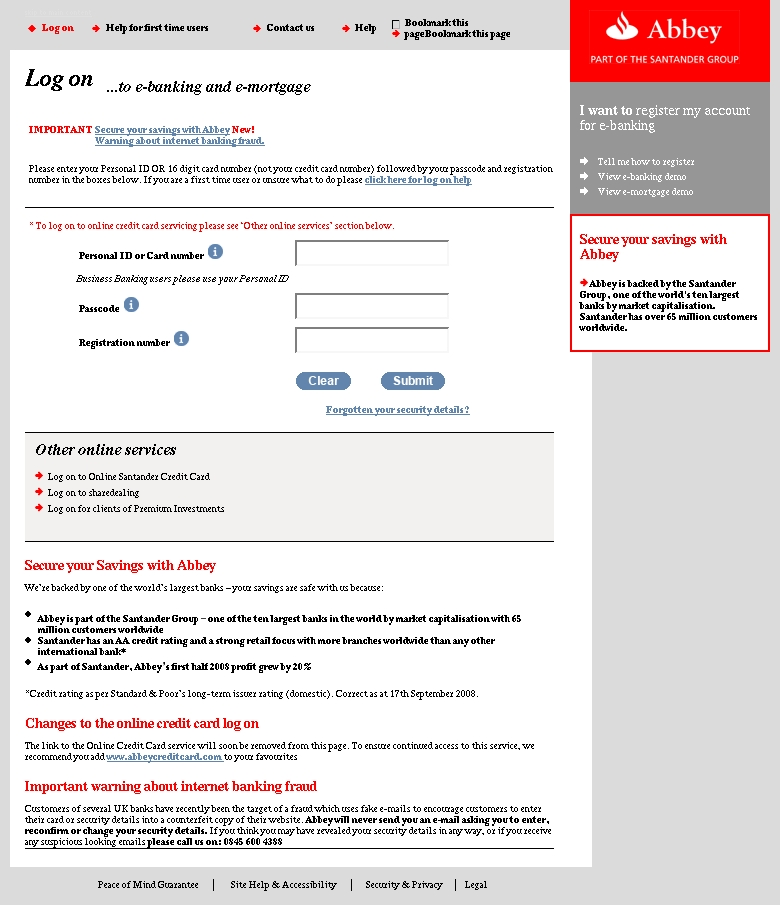 Log on
Help for first time users
Contact us
Help
Bookmark this
pageBookmark this page
Abbey
PART OF THE SANTANDER GROUP
Log on ...to e-banking and e-mortgage
I want to register my account
for e-banking
Tell me how to register
View e-banking demo
View e-mortgage demo
IMPORTANT Secure your savings with Abbey New!
Warning about internet banking fraud.
Please enter your Personal ID OR 16 digit card number (not your credit card number) followed by your passcode and registration
number in the boxes below. If you are a first time user or unsure what to do please click here for log on help
* To log on to online credit card servicing please see 'Other online services' section below.
Personal ID or Card number
Business Banking users please use your Personal ID
Passcode
Registration number
Clear
Submit
Forgotten your security details?
Secure your savings with
Abbey
Abbey is backed by the Santander
Group, one of the world's ten largest
banks by market capitalisation.
Santander has over 65 million customers
worldwide.
Other online services
Log on to Online Santander Credit Card
Log on to sharedealing
Log on for clients of Premium Investments
Secure your Savings with Abbey
We're backed by one of the world's largest banks – your savings are safe with us because:
Abbey is part of the Santander Group – one of the ten largest banks in the world by market capitalisation with 65
million customers worldwide
Santander has an AA credit rating and a strong retail focus with more branches worldwide than any other
international bank*
As part of Santander, Abbey's first half 2008 profit grew by 20%
*Credit rating as per Standard & Poor's long-term issuer rating (domestic). Correct as at 17th September 2008.
Changes to the online credit card log on
The link to the Online Credit Card service will soon be removed from this page. To ensure continued access to this service, we
recommend you add www.abbeycreditcard.com to your favourites
Important warning about internet banking fraud
Customers of several UK banks have recently been the target of a fraud which uses fake e-mails to encourage customers to enter
their card or security details into a counterfeit copy of their website. Abbey will never send you an e-mail asking you to enter,
reconfirm or change your security details. If you think you may have revealed your security details in any way, or if you receive
any suspicious looking emails please call us on: 0845 600 4388
Peace of Mind Guarantee | Site Help & Accessibility | Security & Privacy | Legal